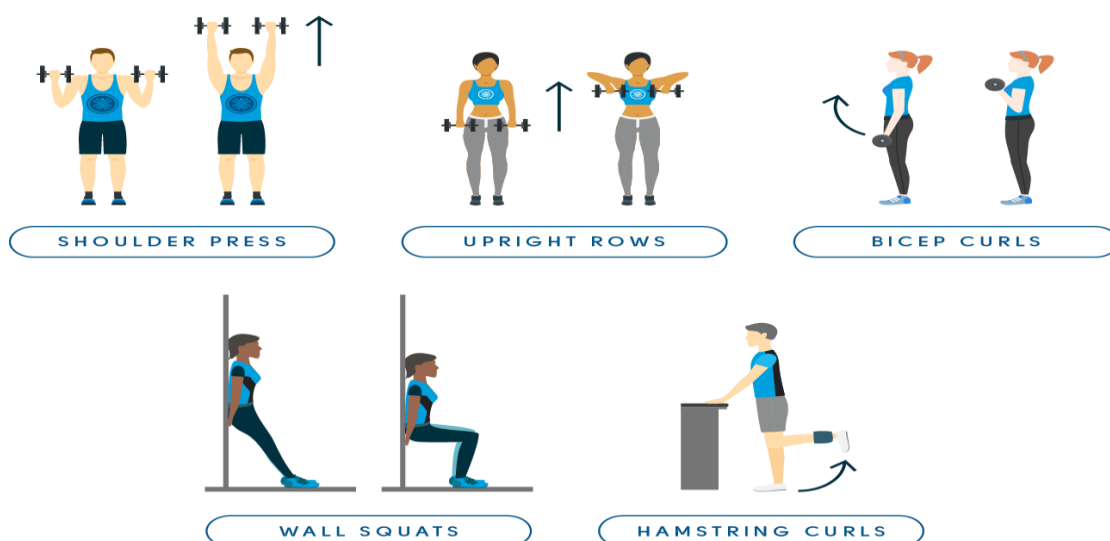 SHOULDER PRESS
UPRIGHT ROWS
BICEP CURLS
WALL SQUATS
HAMSTRING CURLS